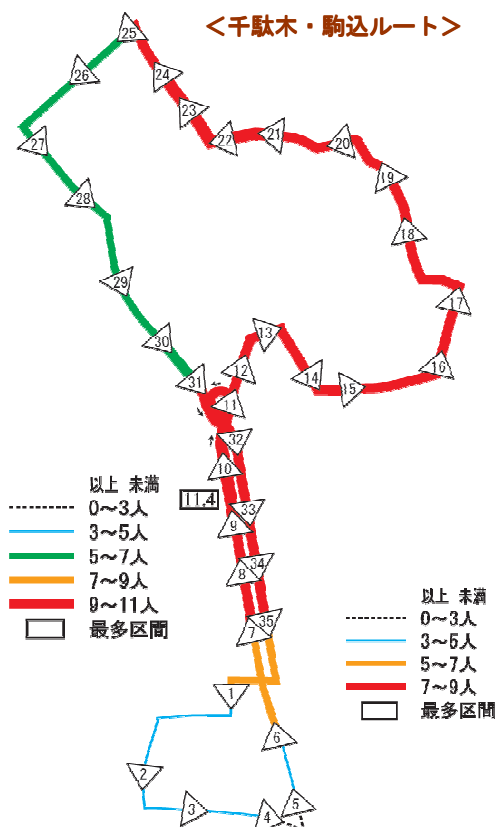 ＜千駄木・駒込ルート＞
25
24
26
23
22
21
20
27
19
28
18
29
17
13
30
12
16
31
14
15
11
32
10
以上 未満
11.4
0～3人
33
3～5人
9
5～7人
34
7～9人
8
9～11人
35
最多区間
7
以上 未満
0～3人
3～5人
5～7人
7～9人
最多区間
1
6
2
3
4
5